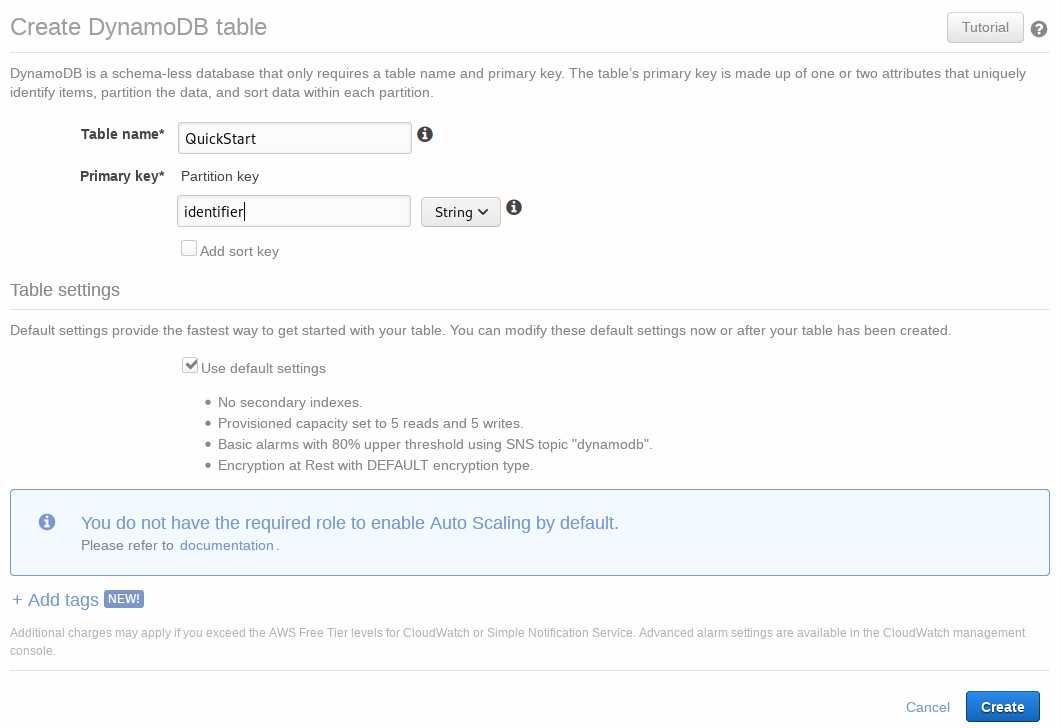 Create DynamoDB table
Tutorial
DynamoDB is a schema-less database that only requires a table name and primary key. The table's primary key is made up of one or two attributes that uniquely
identify items, partition the data, and sort data within each partition.
Table name*
QuickStart
Primary key*
Partition key
identifier
String
Add sort key
Table settings
Default settings provide the fastest way to get started with your table. You can modify these default settings now or after your table has been created.
Use default settings
No secondary indexes.
Provisioned capacity set to 5 reads and 5 writes.
Basic alarms with 80% upper threshold using SNS topic "dynamodb".
Encryption at Rest with DEFAULT encryption type.
You do not have the required role to enable Auto Scaling by default.
Please refer to documentation.
+ Add tags NEW!
Additional charges may apply if you exceed the AWS Free Tier levels for CloudWatch or Simple Notification Service. Advanced alarm settings are available in the CloudWatch management
console.
Cancel
Create